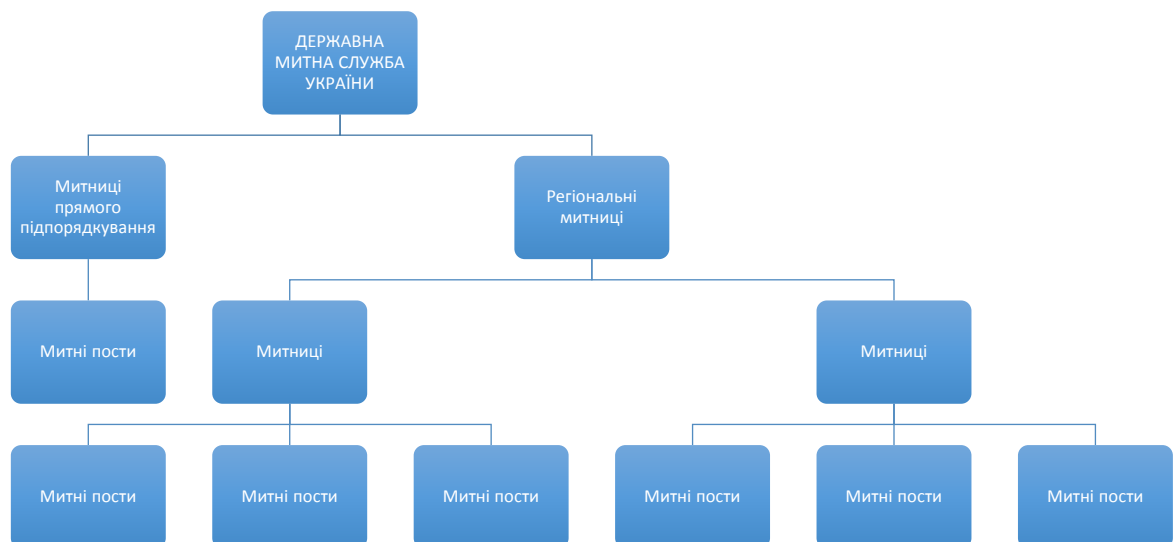 ДЕРЖАВНА
МИТНА СЛУЖБА
УКРАЇНИ
Митниці
прямого
підпорядкування
Регіональні
митниці
Митні пости
Митниці
Митниці
Митні пости
Митні пости
Митні пости
Митні пости
Митні пости
Митні пости